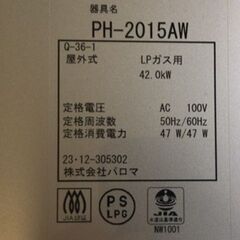 器具名
PH-2015AW
Q-36-1
屋外式 LPガス用
42.0kW
定格電圧 AC 100V
定格周波数 50Hz/60Hz
定格消費電力 47 W/47 W
23・12-305302
株式会社パロマ
JIA
PS
LPG
JIA
NW1001